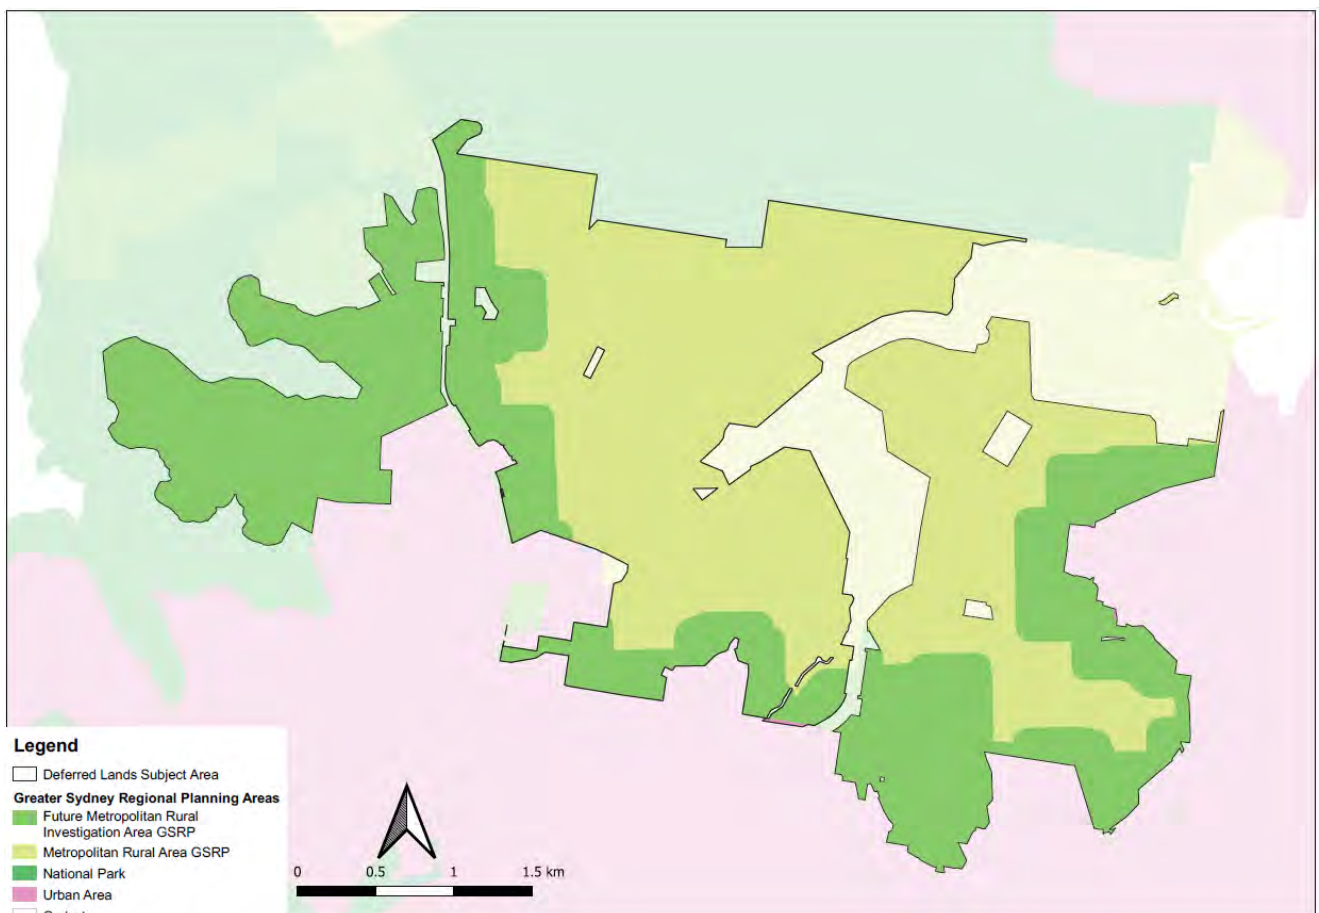 Legend
Deferred Lands Subject Area
Greater Sydney Regional Planning Areas
Future Metropolitan Rural
Investigation Area GSRP
Metropolitan Rural Area GSRP
National Park
Urban Area
0 0.5 1 1.5 km